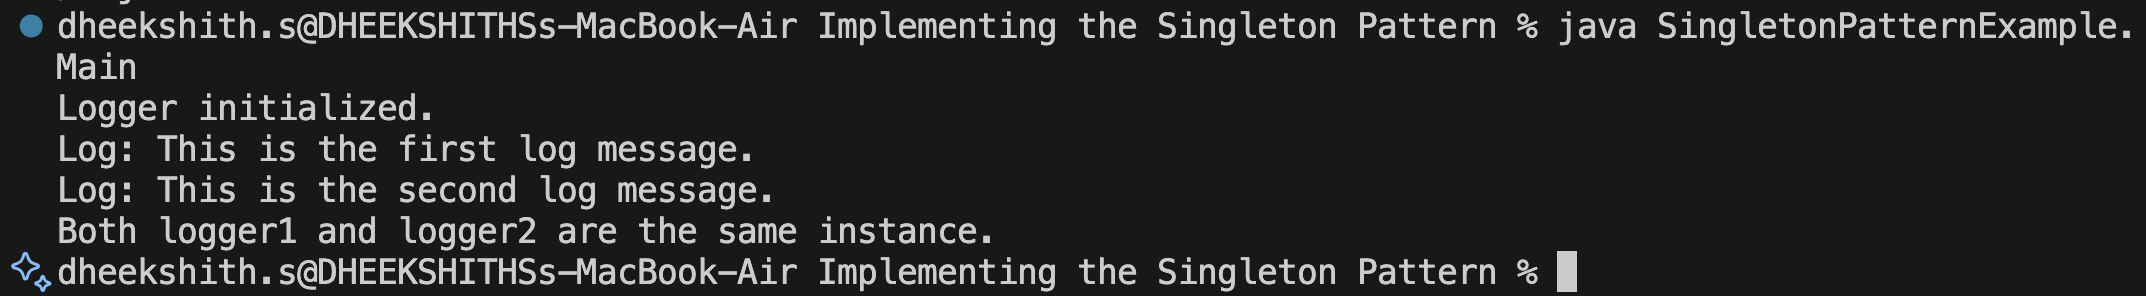 dheekshith.s@DHEEKSHITHSs-MacBook-Air Implementing the Singleton Pattern % java SingletonPatternExample.
Main
Logger initialized.
Log: This is the first log message.
Log: This is the second log message.
Both logger1 and logger2 are the same instance.
dheekshith.s@DHEEKSHITHSs-MacBook-Air Implementing the Singleton Pattern %